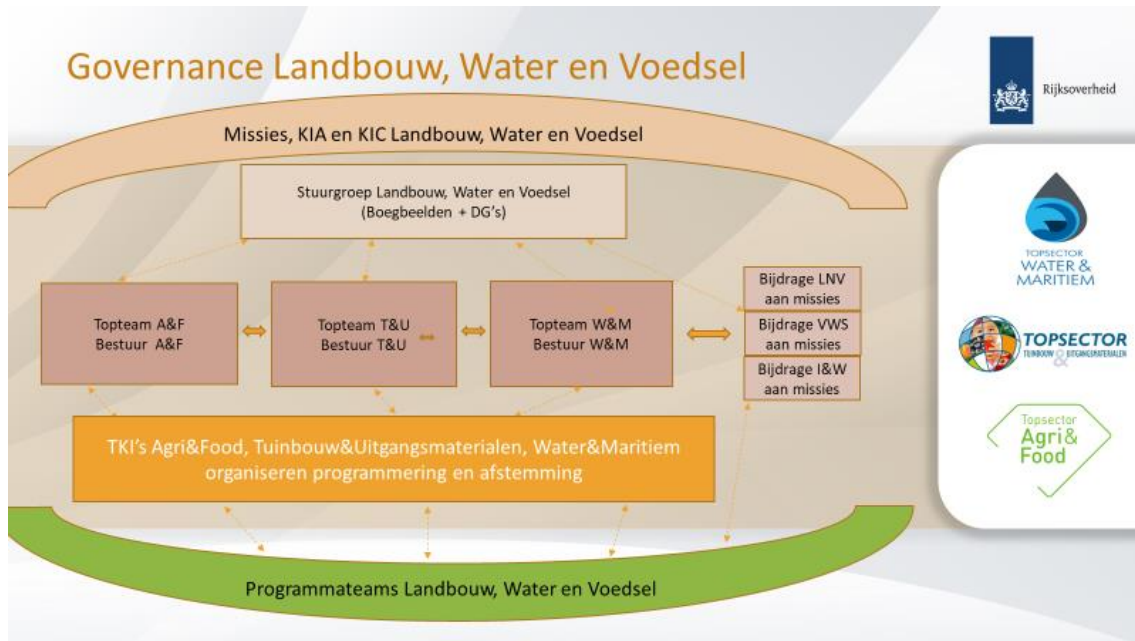 Governance Landbouw, Water en Voedsel
Rijksoverheid
Missies, KIA en KIC Landbouw, Water en Voedsel
Stuurgroep Landbouw, Water en Voedsel
(Boegbeelden + DG's)
Topteam A&F
Bestuur A&F
Topteam T&U
Bestuur T&U
Topteam W&M
Bestuur W&M
Bijdrage LNV
aan missies
Bijdrage VWS
aan missies
Bijdrage I&W
aan missies
TKI's Agri&Food, Tuinbouw&Uitgangsmaterialen, Water&Maritiem
organiseren programmering en afstemming
Programmateams Landbouw, Water en Voedsel
TOPSECTOR
WATER &
MARITIEM
TOPSECTOR
TUINBOUW & UITGANGSMATERIALEN
Topsector
Agri&
Food